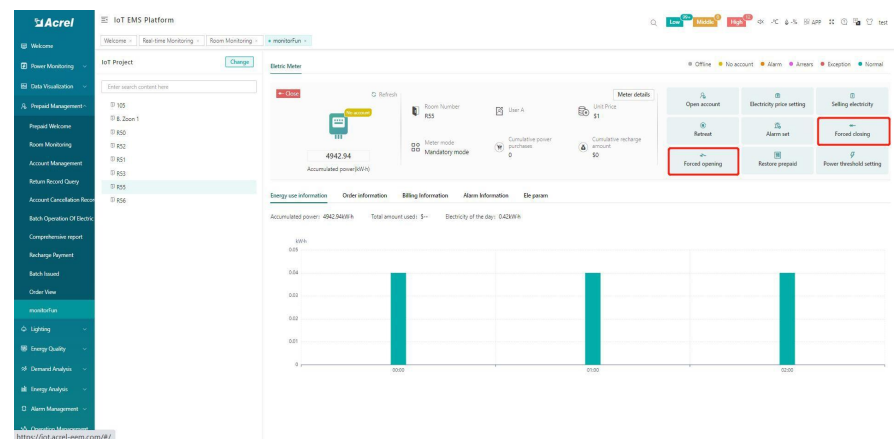 Acrel
IoT EMS Platform
Low 99+ Middle High
APP
test
Welcome
Real-time Monitoring
Room Monitoring
monitorFun
Welcome
Power Monitoring
Data Visualization
Prepaid Management
Prepaid Welcome
Room Monitoring
Account Management
Return Record Query
Account Cancellation Recor
Batch Operation Of Electric
Comprehensive report
Recharge Payment
Batch Issued
Order View
monitorFun
Lighting
Energy Quality
Demand Analysis
Energy Analysis
Alarm Management
Operation Management
https://iot.acrel-eem.com/#/
IoT Project
Change
Enter search content here
105
B. Zoon 1
R50
R52
R51
R53
R55
R56
Eletric Meter
Offline No account Alarm Arrears Exception Normal
Close
Refresh
No account
4942.94
Accumulated power(kW·h)
Room Number
R55
User A
Unit Price
$1
Meter mode
Mandatory mode
Cumulative power
purchases
0
Cumulative recharge
amount
$0
Meter details
Open account
Electricity price setting
Selling electricity
Retreat
Alarm set
Forced closing
Forced opening
Restore prepaid
Power threshold setting
Energy use information Order information Billing Information Alarm Information Ele param
Accumulated power: 4942.94kW·h Total amount used: $-- Electricity of the day: 0.42kW·h
kW·h
0.05
0.04
0.03
0.02
0.01
0
00:00 01:00 02:00